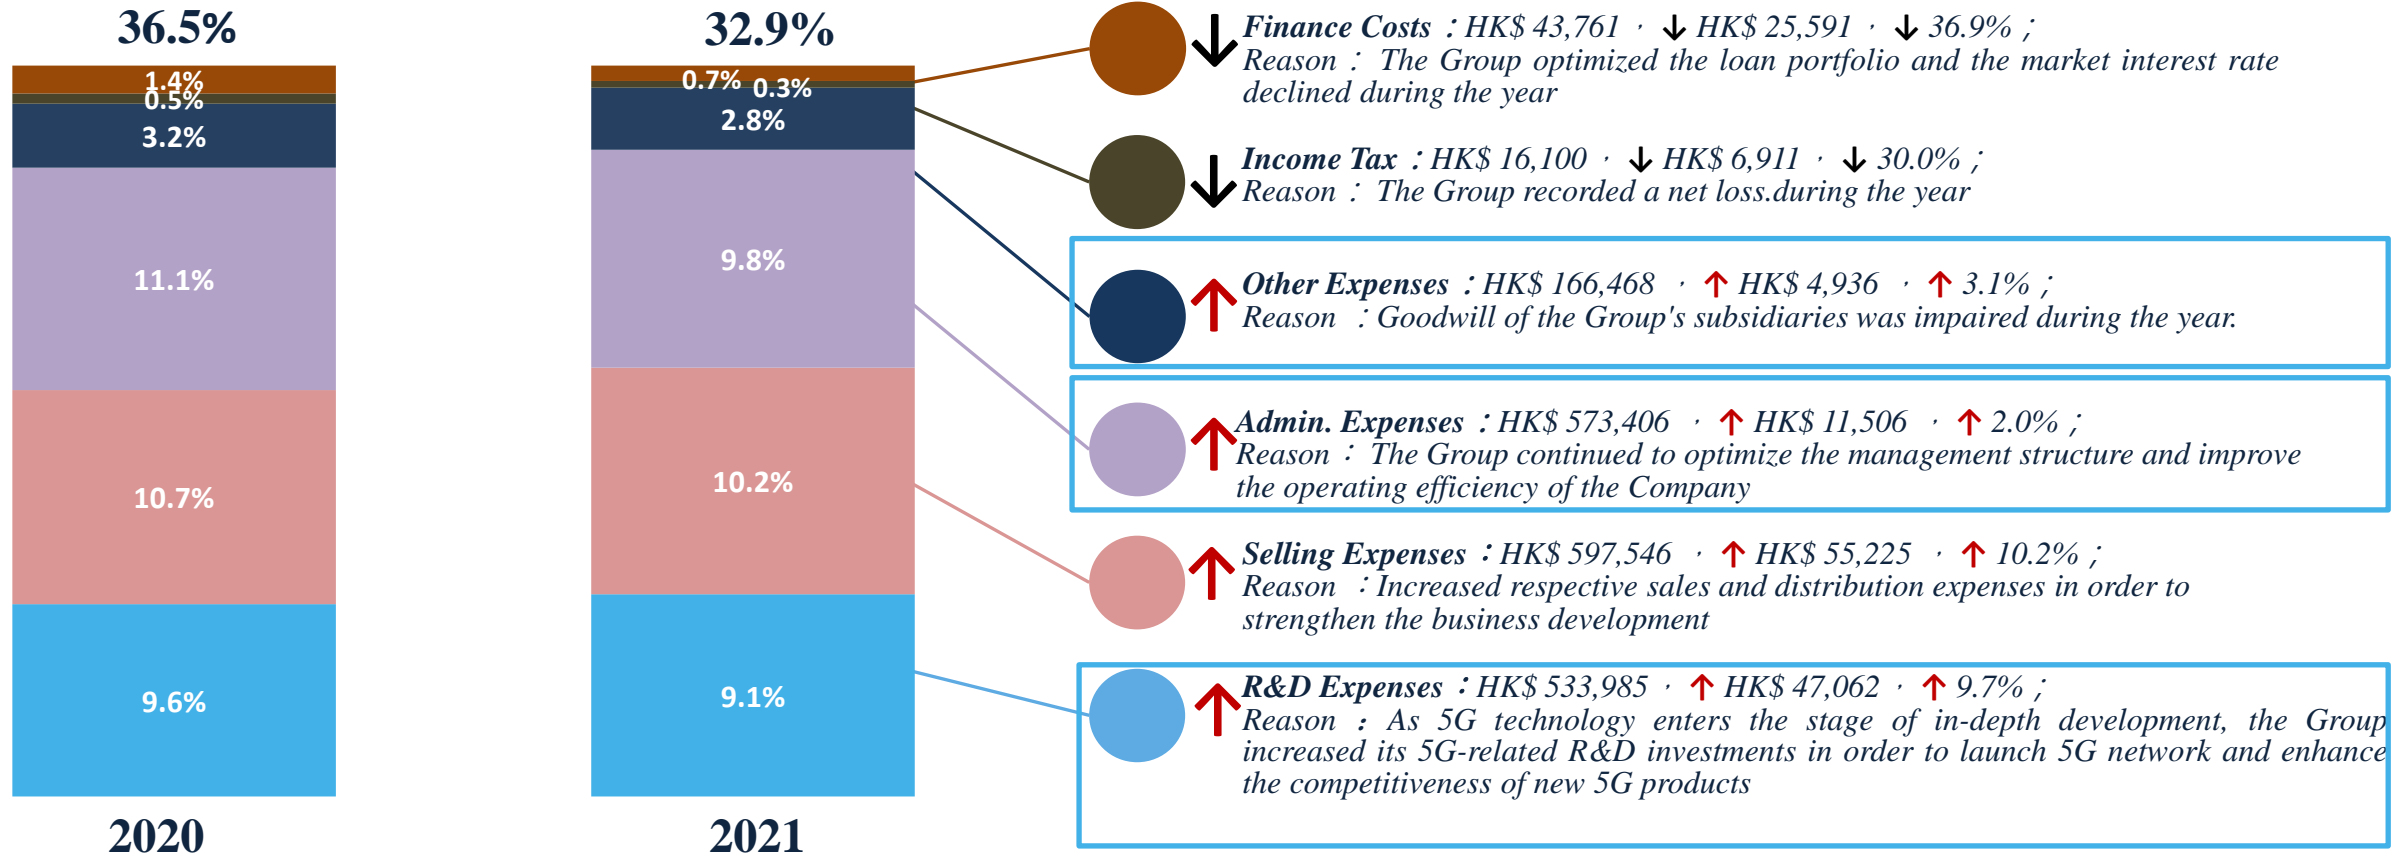 36.5%
1.4%
0.5%
3.2%
11.1%
10.7%
9.6%
2020
32.9%
0.7%
0.3%
2.8%
9.8%
10.2%
9.1%
2021
Finance Costs：HK$ 43,761 , ↓ HK$ 25,591 , ↓ 36.9%；
Reason： The Group optimized the loan portfolio and the market interest rate
declined during the year
Income Tax：HK$ 16,100 , ↓ HK$ 6,911 , ↓ 30.0%；
Reason： The Group recorded a net loss.during the year
Other Expenses：HK$ 166,468 , ↑ HK$ 4,936 , ↑ 3.1%；
Reason ：Goodwill of the Group's subsidiaries was impaired during the year.
Admin. Expenses：HK$ 573,406 , ↑ HK$ 11,506 , ↑ 2.0%；
Reason： The Group continued to optimize the management structure and improve
the operating efficiency of the Company
Selling Expenses：HK$ 597,546 , ↑ HK$ 55,225 , ↑ 10.2%；
Reason ：Increased respective sales and distribution expenses in order to
strengthen the business development
R&D Expenses：HK$ 533,985 , ↑ HK$ 47,062 , ↑ 9.7%；
Reason ：As 5G technology enters the stage of in-depth development, the Group
increased its 5G-related R&D investments in order to launch 5G network and enhance
the competitiveness of new 5G products